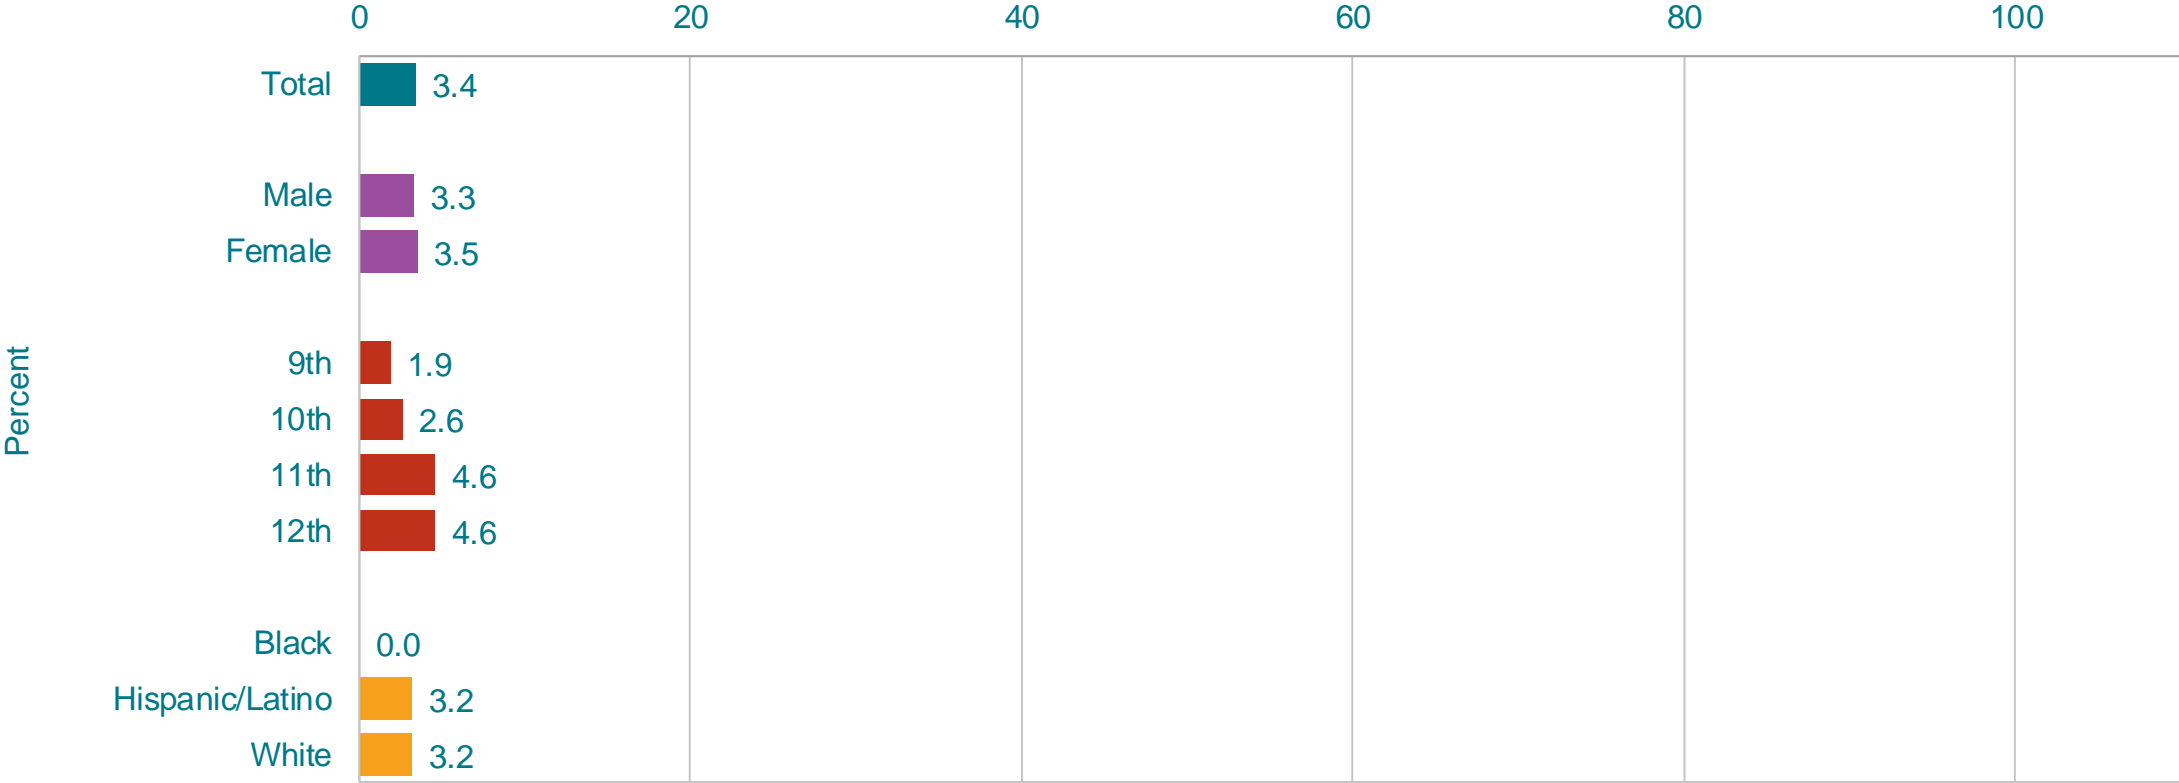 0 20 40 60 80 100
Total 3.4
Male 3.3
Female 3.5
Percent
9th 1.9
10th 2.6
11th 4.6
12th 4.6
Black 0.0
Hispanic/Latino 3.2
White 3.2